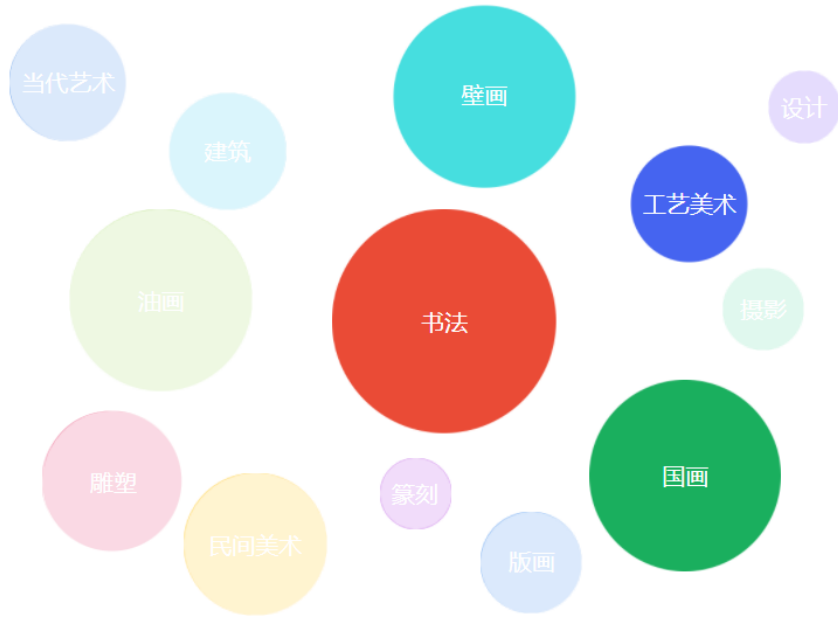 当代艺术
壁画
设计
建筑
工艺美术
油画
书法
摄影
国画
雕塑
篆刻
民间美术
版画